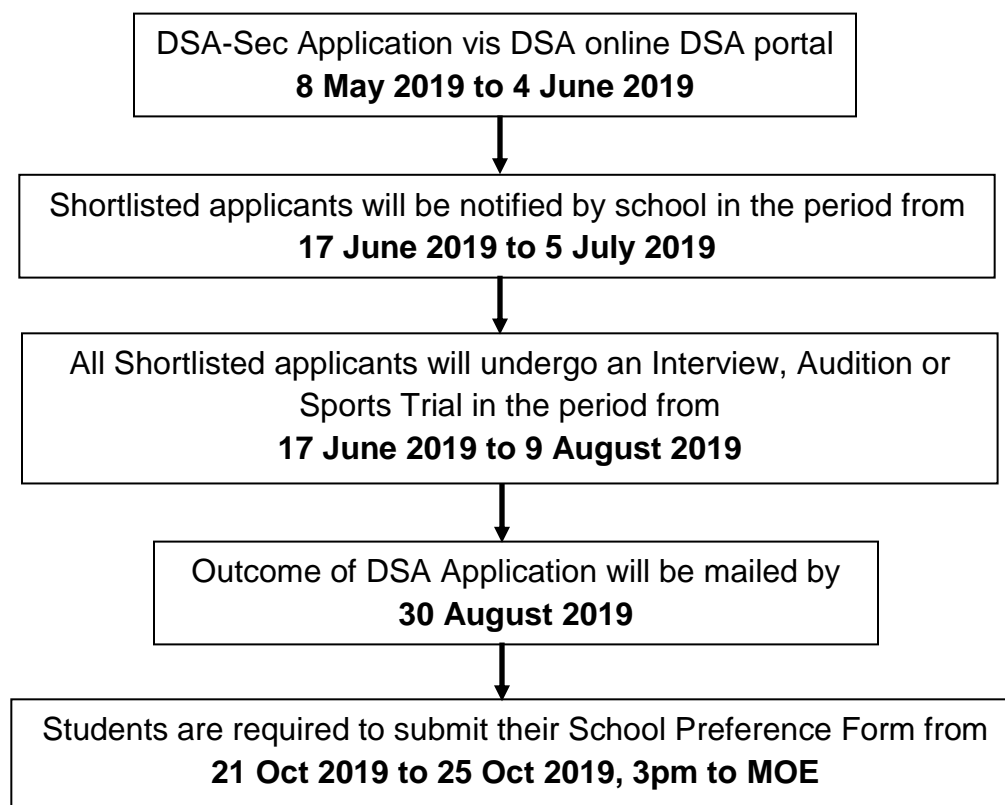 DSA-Sec Application vis DSA online DSA portal
8 May 2019 to 4 June 2019
Shortlisted applicants will be notified by school in the period from
17 June 2019 to 5 July 2019
All Shortlisted applicants will undergo an Interview, Audition or
Sports Trial in the period from
17 June 2019 to 9 August 2019
Outcome of DSA Application will be mailed by
30 August 2019
Students are required to submit their School Preference Form from
21 Oct 2019 to 25 Oct 2019, 3pm to MOE